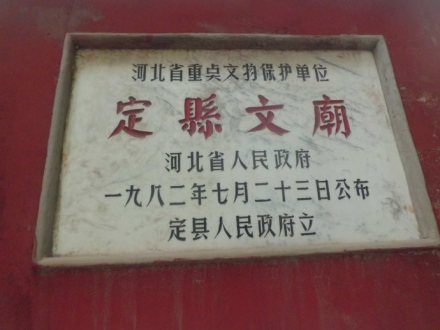 河北省重点文物保护单位
定縣文廟
河北省人民政府
一九八二年七月二十三日公布
定县人民政府立